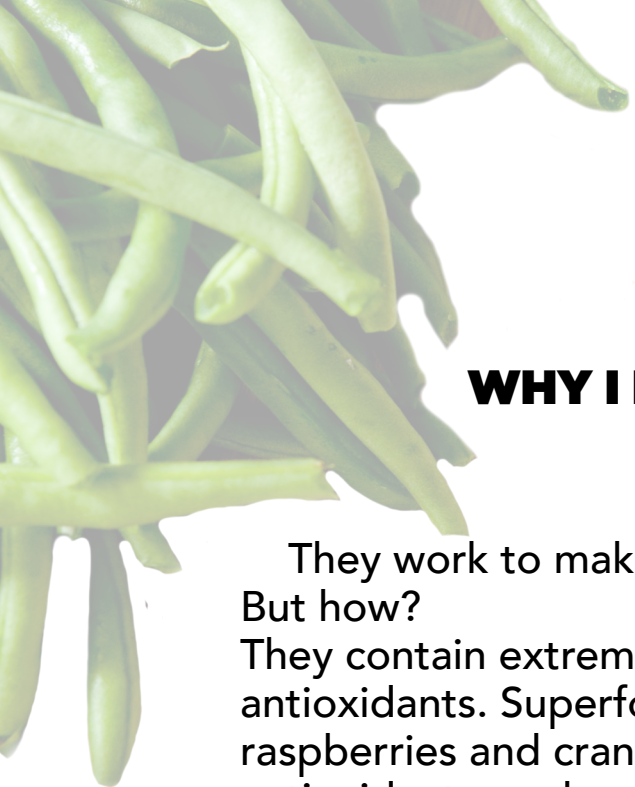 WHY I
They work to mak
But how?
They contain extrem
antioxidants. Superfo
raspberries and cran